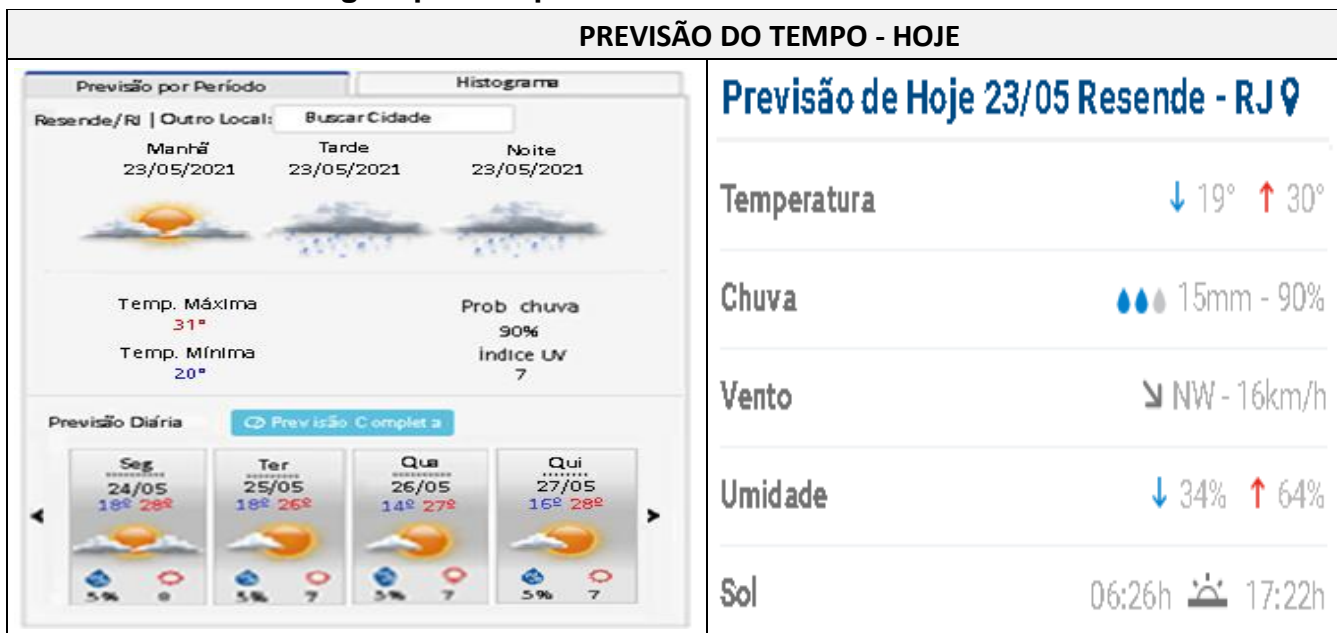 PREVISÃO DO TEMPO - HOJE
Previsão por Período
Histograma
Resende/RJ | Outro Local:
Buscar Cidade
Manhã
23/05/2021
Tarde
23/05/2021
Noite
23/05/2021
Temp. Máxima
31°
Prob chuva
90%
Temp. Mínima
20°
Índice UV
7
Previsão Diária
Previsão Completa
Seg
24/05
18º 28º
5%
Ter
25/05
18º 26º
5% 7
Qua
26/05
14º 27º
5% 7
Qui
27/05
16º 28º
5% 7
Previsão de Hoje 23/05 Resende - RJ
Temperatura ↓ 19° ↑ 30°
Chuva 15mm - 90%
Vento NW - 16km/h
Umidade ↓ 34% ↑ 64%
Sol 06:26h 17:22h